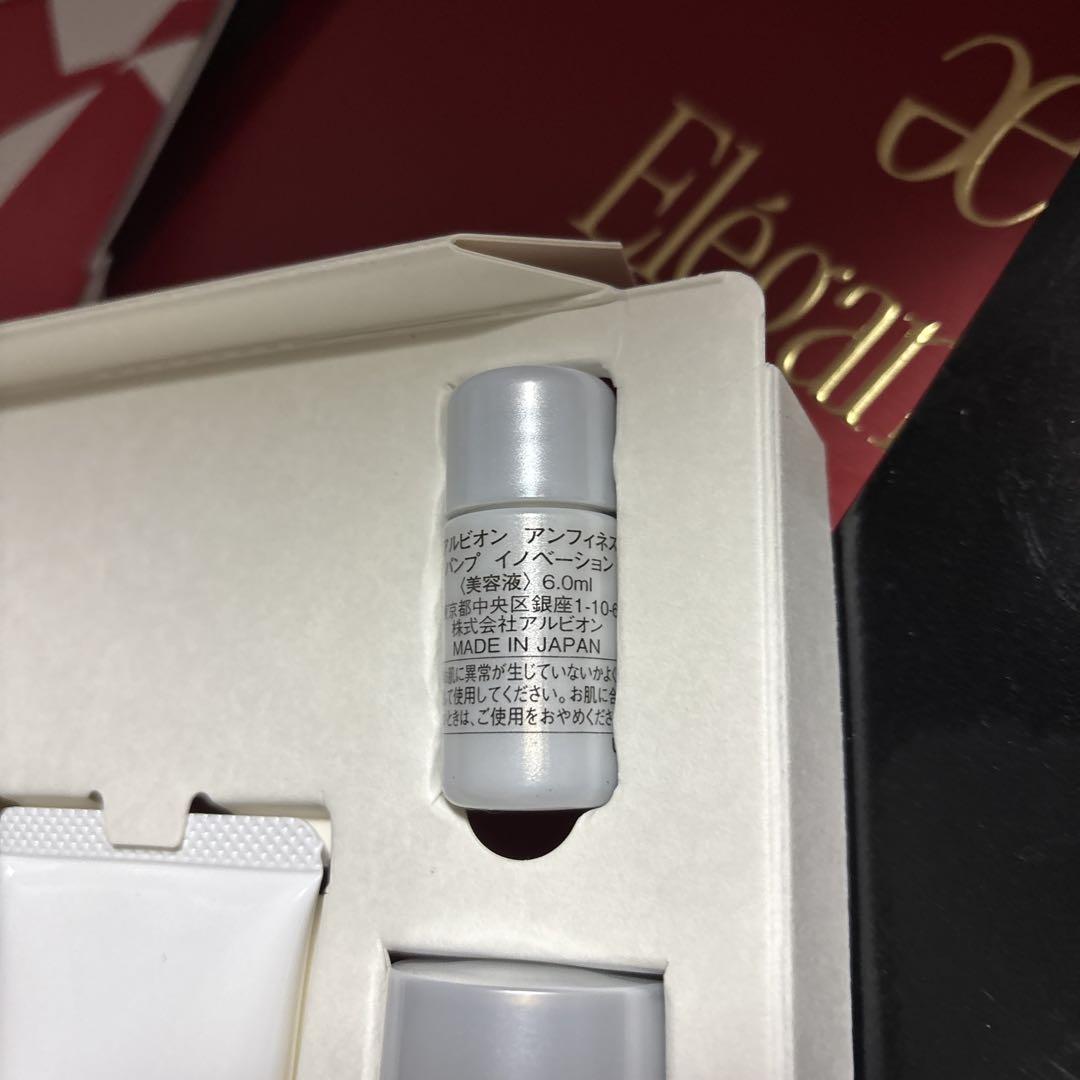 æ
Élégan
アルビオン アンフィネス
パンプ イノベーション
〈美容液〉6.0ml
京都中央区銀座1-10-6
株式会社アルビオン
MADE IN JAPAN
肌に異常が生じていないかよく
て使用してください。お肌に合
ときは、ご使用をおやめくださ